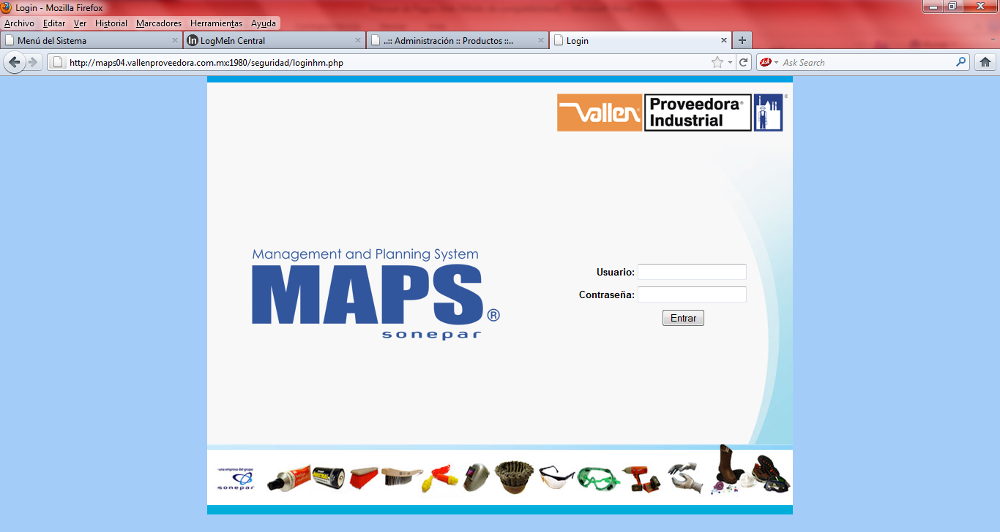 Login - Mozilla Firefox
Archivo Editar Ver Historial Marcadores Herramientas Ayuda
Menú del Sistema
LogMeIn Central
..:: Administración :: Productos ::..
Login
http://maps04.vallenproveedora.com.mx:1980/seguridad/loginhm.php
Ask Ask Search
Vallen®
Proveedora®
Industrial
®
Management and Planning System
MAPS®
sonepar
Usuario:
Contraseña:
Entrar
una empresa del grupo
sonepar